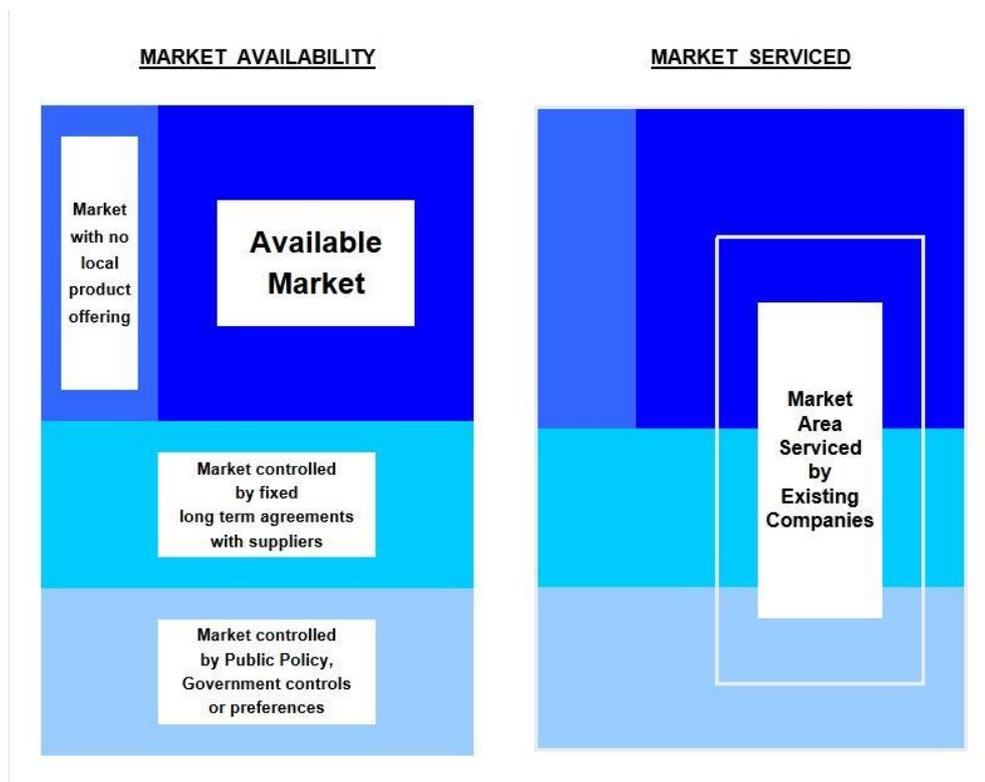 MARKET AVAILABILITY
Market
with no
local
product
offering
Available
Market
Market controlled
by fixed
long term agreements
with suppliers
Market controlled
by Public Policy,
Government controls
or preferences
MARKET SERVICED
Market
Area
Serviced
by
Existing
Companies